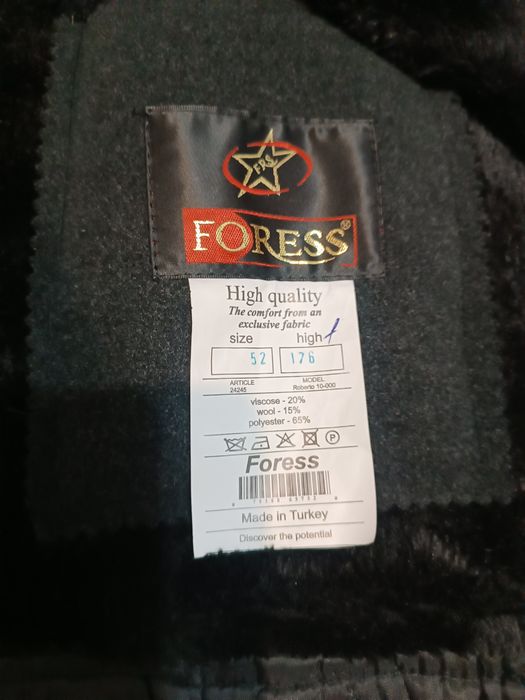 FRS
FORESS®
High quality
The comfort from an
exclusive fabric
size high
52 176
ARTICLE MODEL
24245 Roberto 10-000
viscose - 20%
wool - 15%
polyester - 65%
P
Foress
Made in Turkey
Discover the potential